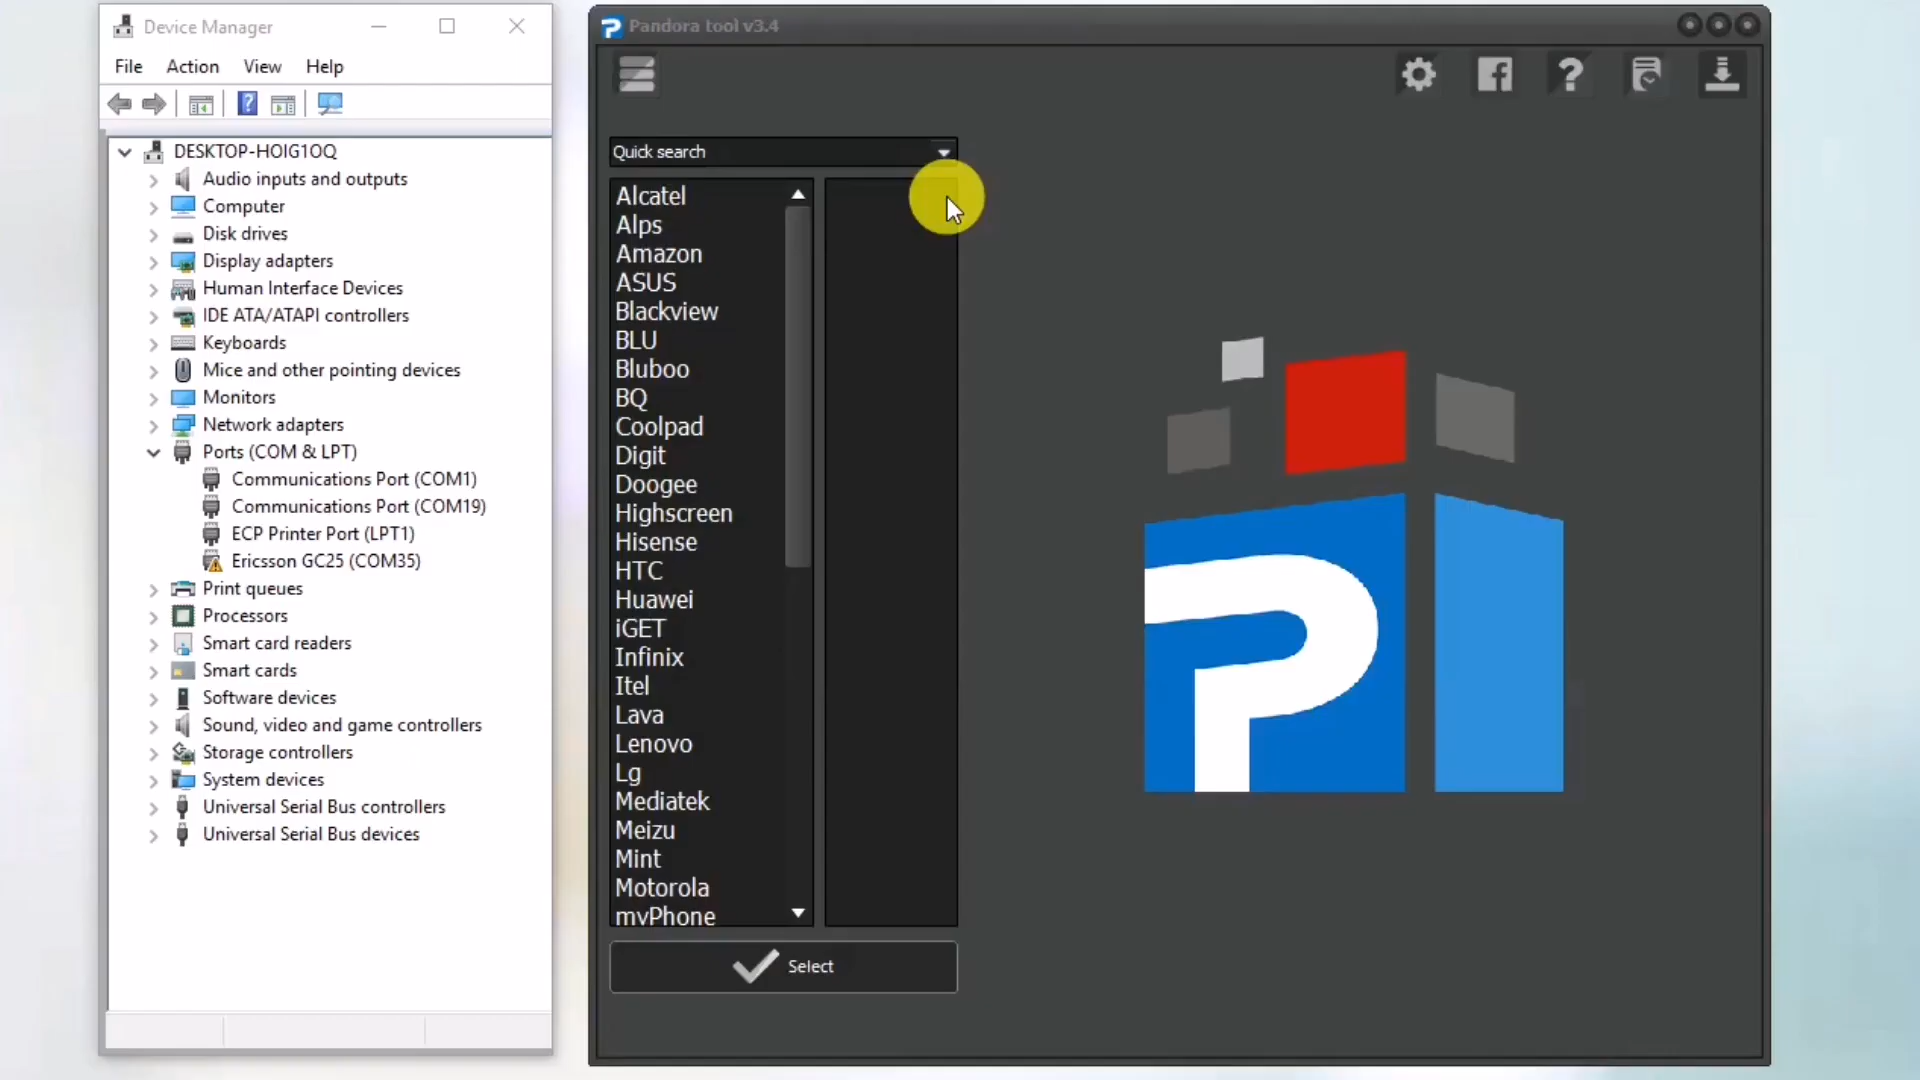 Device Manager
File Action View Help
DESKTOP-HOIG1OQ
Audio inputs and outputs
Computer
Disk drives
Display adapters
Human Interface Devices
IDE ATA/ATAPI controllers
Keyboards
Mice and other pointing devices
Monitors
Network adapters
Ports (COM & LPT)
Communications Port (COM1)
Communications Port (COM19)
ECP Printer Port (LPT1)
Ericsson GC25 (COM35)
Print queues
Processors
Smart card readers
Smart cards
Software devices
Sound, video and game controllers
Storage controllers
System devices
Universal Serial Bus controllers
Universal Serial Bus devices
Pandora tool v3.4
Quick search
Alcatel
Alps
Amazon
ASUS
Blackview
BLU
Bluboo
BQ
Coolpad
Digit
Doogee
Highscreen
Hisense
HTC
Huawei
iGET
Infinix
Itel
Lava
Lenovo
Lg
Mediatek
Meizu
Mint
Motorola
myPhone
Select